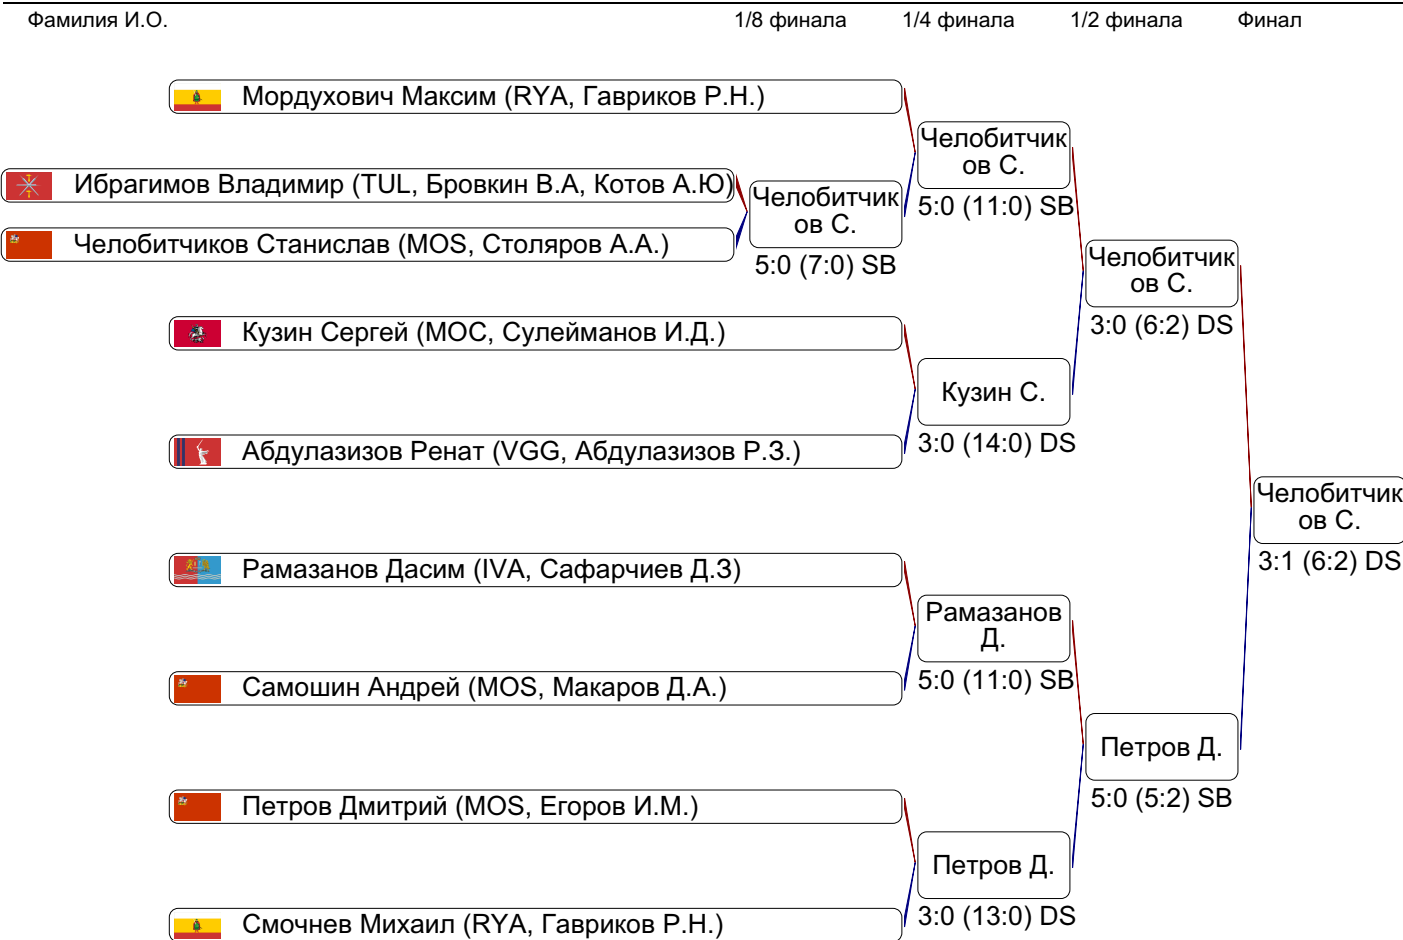 Фамилия И.О. 1/8 финала 1/4 финала 1/2 финала Финал
Мордухович Максим (RYA, Гавриков Р.Н.)
Челобитчик
ов С.
5:0 (11:0) SB
Ибрагимов Владимир (TUL, Бровкин В.А, Котов А.Ю)
Челобитчик
ов С.
5:0 (7:0) SB
Челобитчиков Станислав (MOS, Столяров А.А.)
Челобитчик
ов С.
3:0 (6:2) DS
Кузин Сергей (МОС, Сулейманов И.Д.)
Кузин С.
3:0 (14:0) DS
Абдулазизов Ренат (VGG, Абдулазизов Р.З.)
Челобитчик
ов С.
3:1 (6:2) DS
Рамазанов Дасим (IVA, Сафарчиев Д.З)
Рамазанов
Д.
5:0 (11:0) SB
Самошин Андрей (MOS, Макаров Д.А.)
Петров Д.
5:0 (5:2) SB
Петров Дмитрий (MOS, Егоров И.М.)
Петров Д.
3:0 (13:0) DS
Смочнев Михаил (RYA, Гавриков Р.Н.)